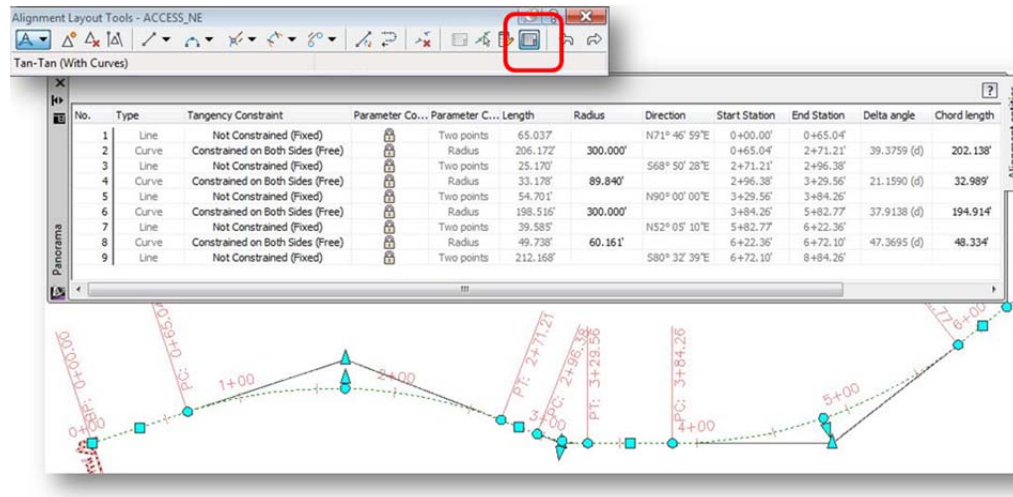 Alignment Layout Tools - ACCESS_NE
Tan-Tan (With Curves)
No. Type Tangency Constraint Parameter Co... Parameter C... Length Radius Direction Start Station End Station Delta angle Chord length
1 Line Not Constrained (Fixed) Two points 65.037' N71° 46' 59"E 0+00.00' 0+65.04'
2 Curve Constrained on Both Sides (Free) Radius 206.172' 300.000' 0+65.04' 2+71.21' 39.3759 (d) 202.138'
3 Line Not Constrained (Fixed) Two points 25.170' S68° 50' 28"E 2+71.21' 2+96.38'
4 Curve Constrained on Both Sides (Free) Radius 33.178' 89.840' 2+96.38' 3+29.56' 21.1590 (d) 32.989'
5 Line Not Constrained (Fixed) Two points 54.701' N90° 00' 00"E 3+29.56' 3+84.26'
6 Curve Constrained on Both Sides (Free) Radius 198.516' 300.000' 3+84.26' 5+82.77' 37.9138 (d) 194.914'
7 Line Not Constrained (Fixed) Two points 39.585' N52° 05' 10"E 5+82.77' 6+22.36'
8 Curve Constrained on Both Sides (Free) Radius 49.738' 60.161' 6+22.36' 6+72.10' 47.3695 (d) 48.334'
9 Line Not Constrained (Fixed) Two points 212.168' S80° 32' 39"E 6+72.10' 8+84.26'
Panorama
Alignment entities
0+00
BP: 0+00.00
PC: 0+65.04
1+00
2+00
PT: 2+71.21
PC: 2+96.38
3+00
PT: 3+29.56
PC: 3+84.26
4+00
5+00
.77
6+00